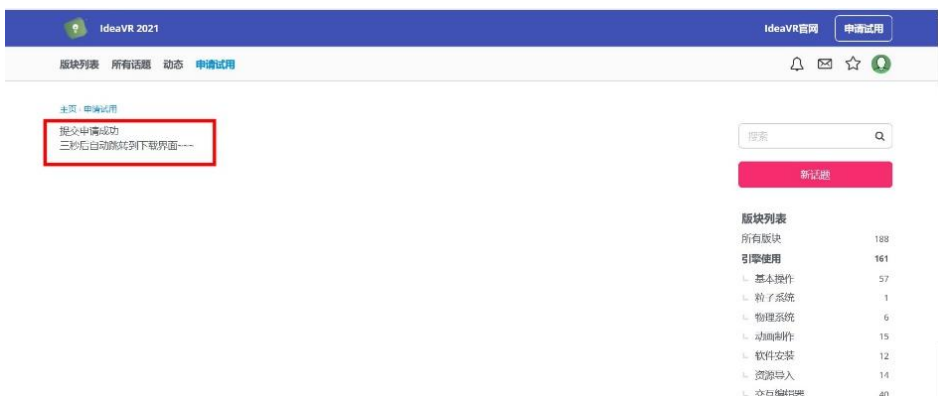 IdeaVR 2021
IdeaVR官网
申请试用
版块列表 所有话题 动态 申请试用
主页 · 申请试用
提交申请成功
三秒后自动跳转到下载界面~~~
搜索
新话题
版块列表
所有版块 188
引擎使用 161
基本操作 57
粒子系统 1
物理系统 6
动画制作 15
软件安装 12
资源导入 14
交互编辑器 40